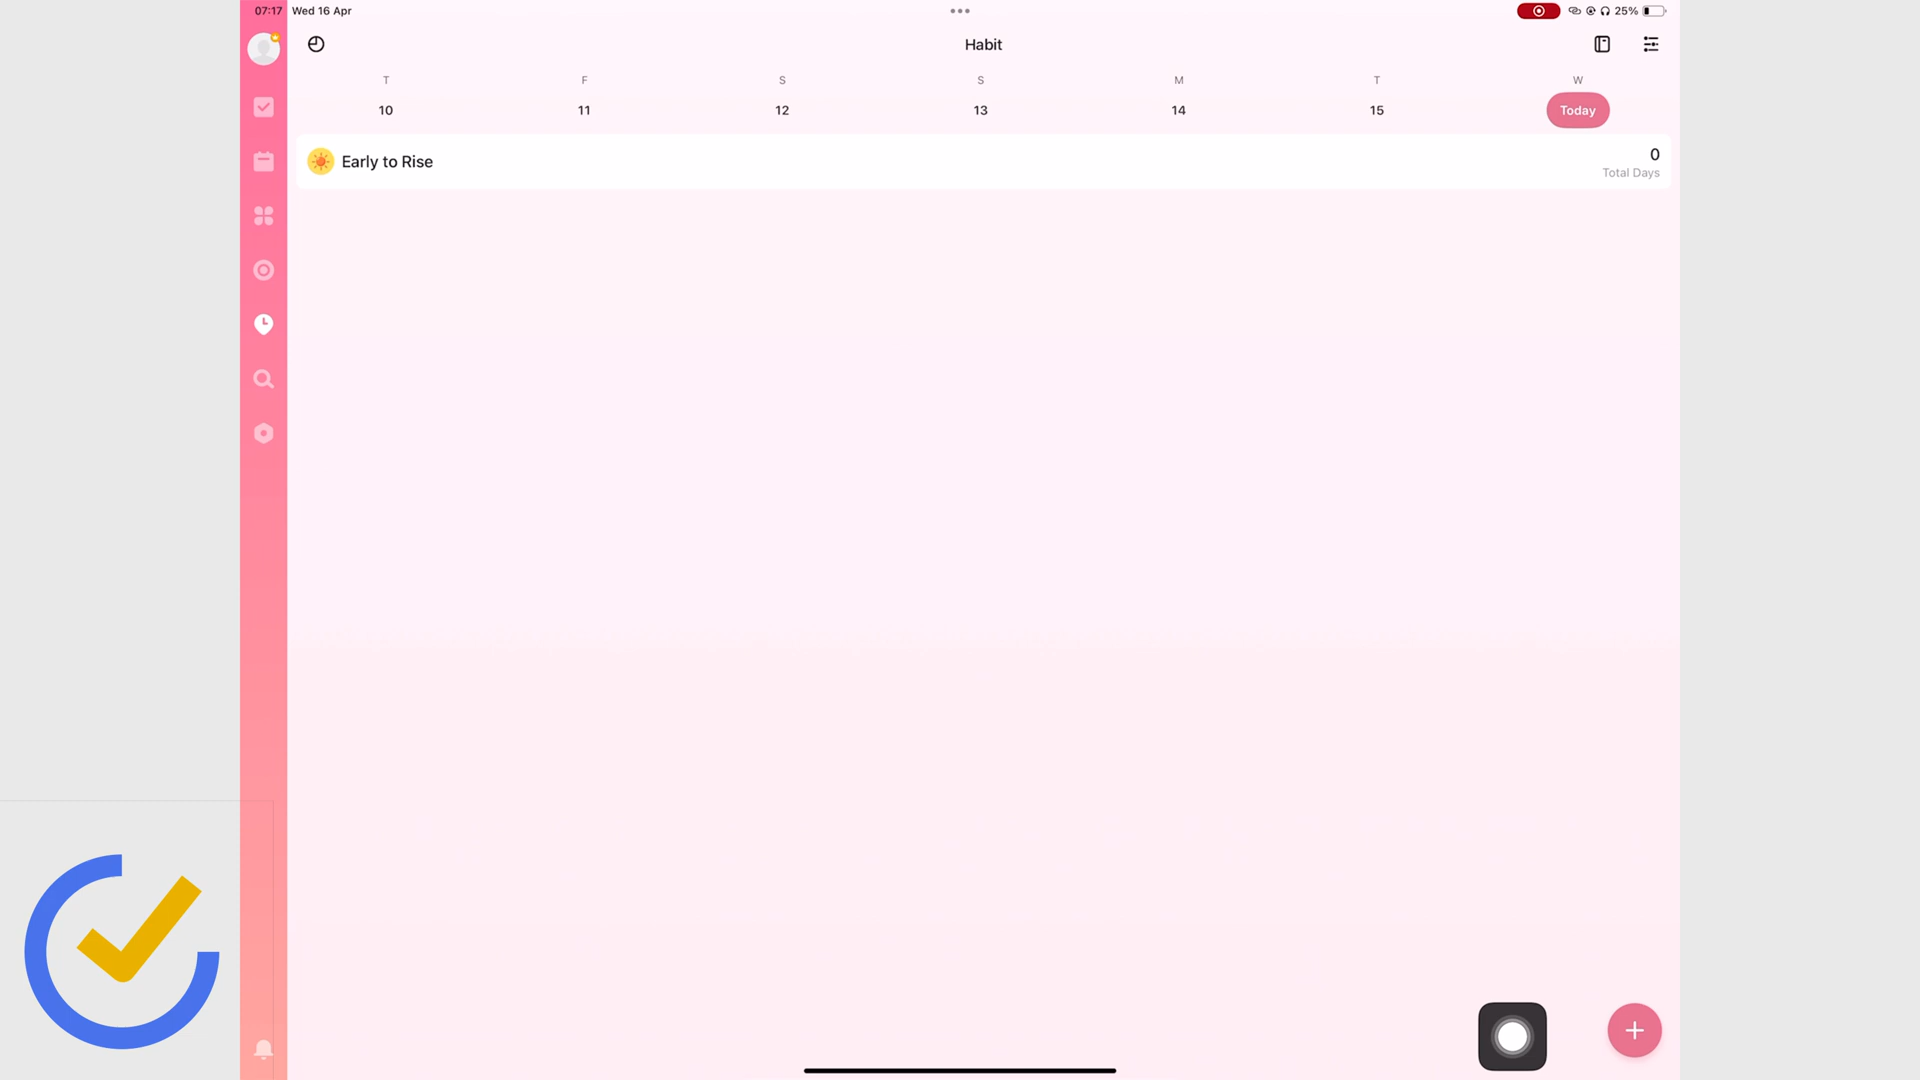 07:17 Wed 16 Apr
25%
Habit
T F S S M T W
10 11 12 13 14 15 Today
Early to Rise
0
Total Days